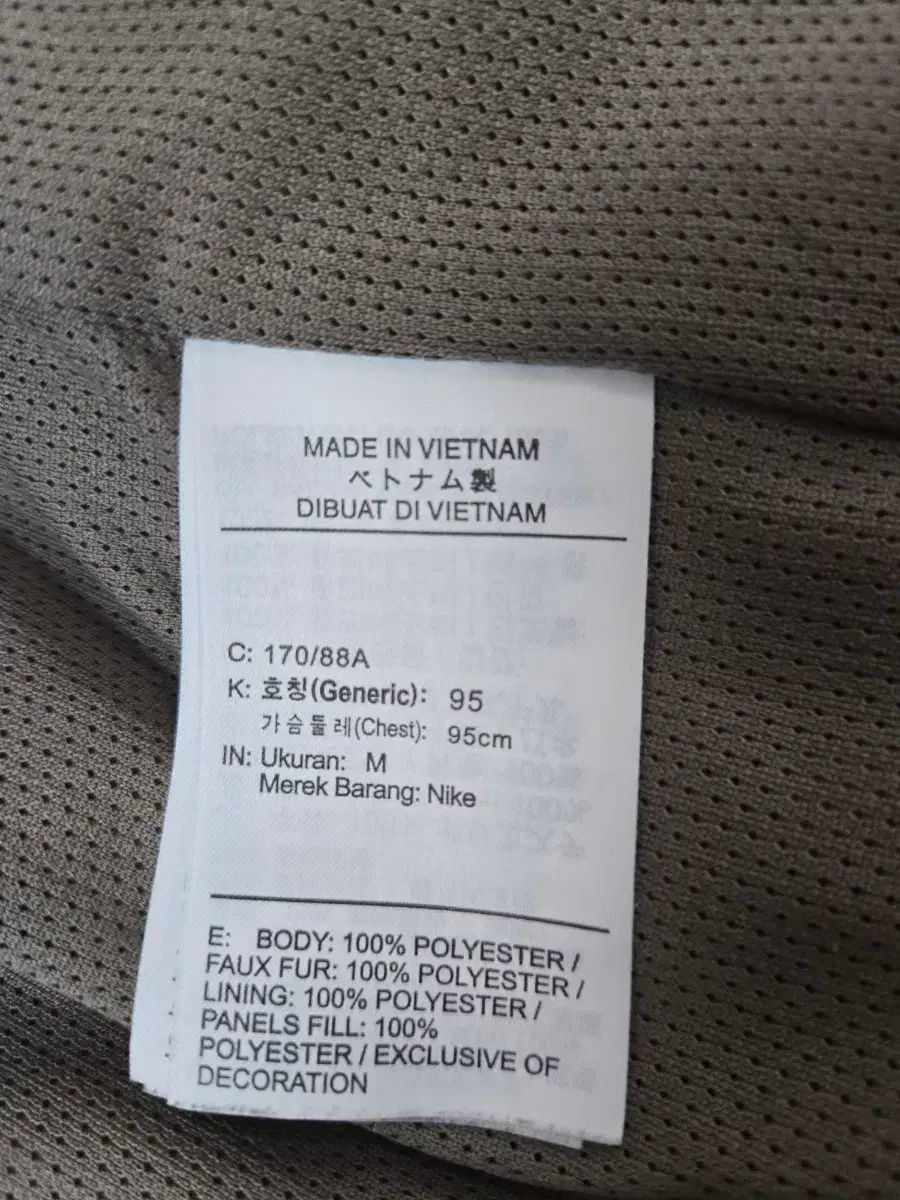 MADE IN VIETNAM
ベトナム製
DIBUAT DI VIETNAM
C: 170/88A
K: 호칭(Generic): 95
가슴둘레(Chest): 95cm
IN: Ukuran: M
Merek Barang: Nike
E: BODY: 100% POLYESTER /
FAUX FUR: 100% POLYESTER /
LINING: 100% POLYESTER /
PANELS FILL: 100%
POLYESTER / EXCLUSIVE OF
DECORATION